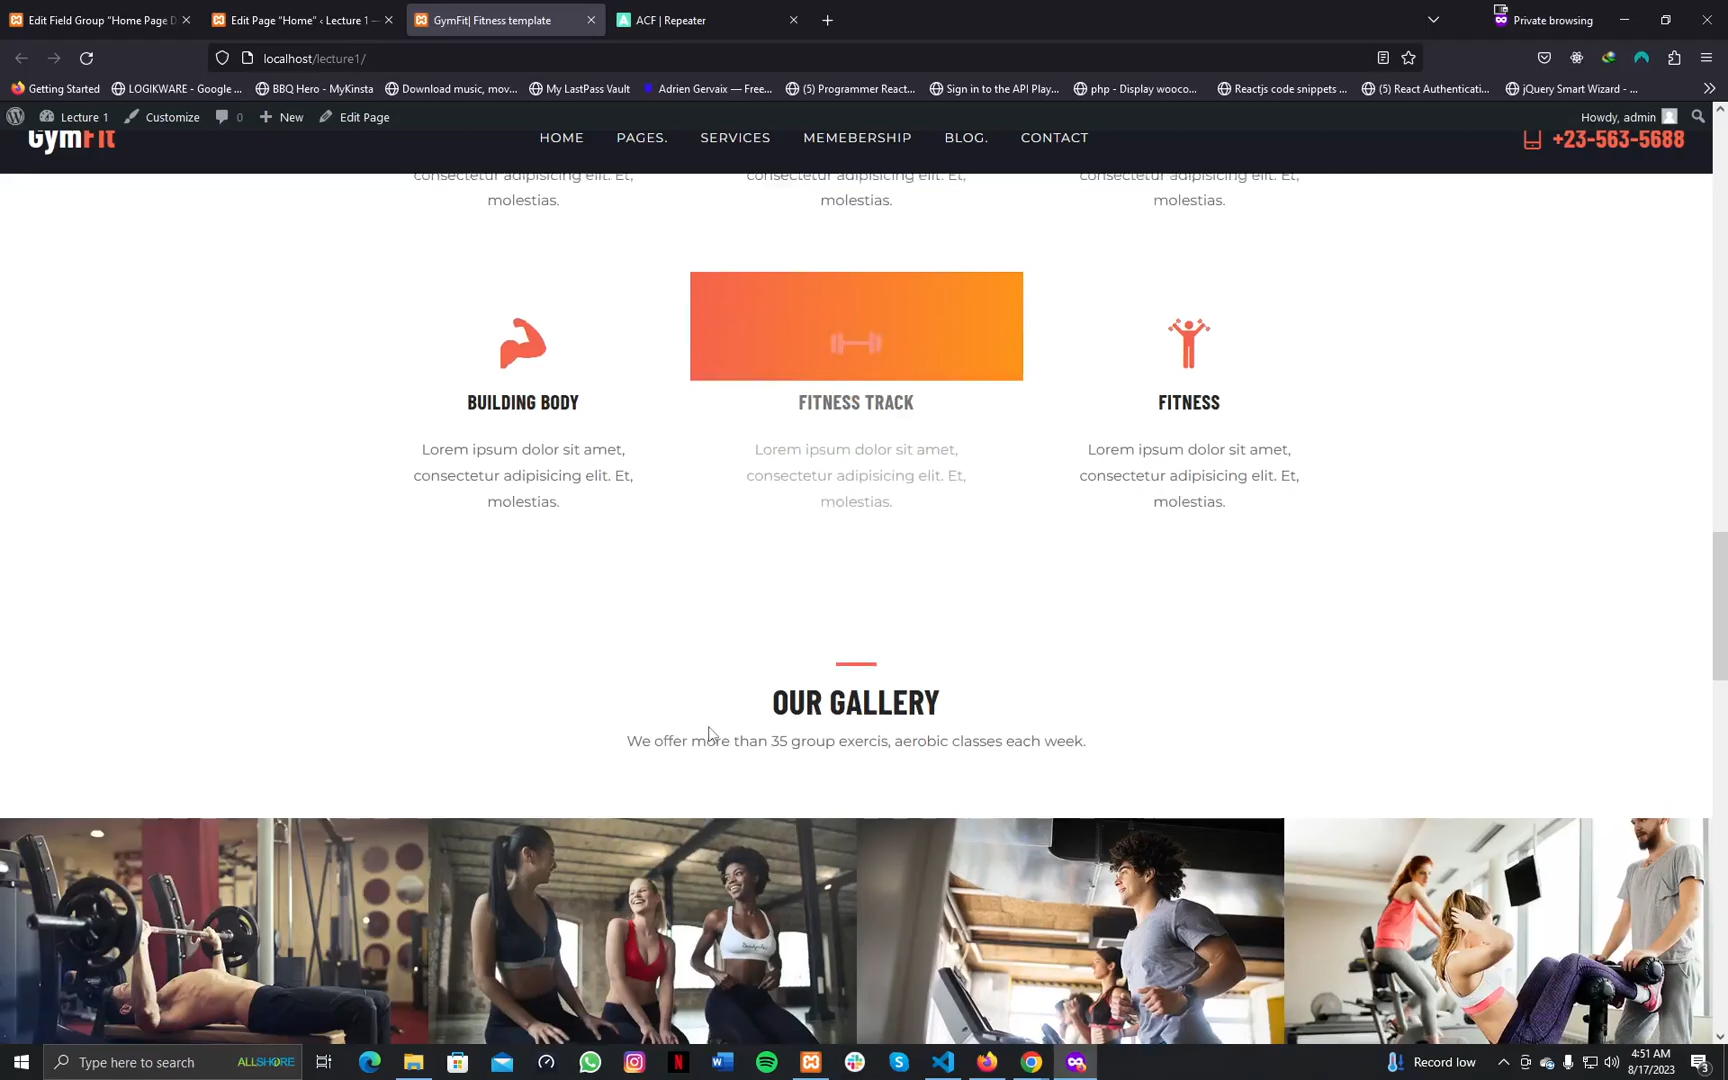 Edit Field Group “Home Page D
Edit Page “Home” ‹ Lecture 1 —
GymFit| Fitness template
ACF | Repeater
Private browsing
localhost/lecture1/
Getting Started
LOGIKWARE - Google ...
BBQ Hero - MyKinsta
Download music, mov...
My LastPass Vault
Adrien Gervaix — Free...
(5) Programmer React...
Sign in to the API Play...
php - Display wooco...
Reactjs code snippets ...
(5) React Authenticati...
jQuery Smart Wizard - ...
Lecture 1
Customize
0
New
Edit Page
Howdy, admin
GymFit
HOME
PAGES.
SERVICES
MEMEBERSHIP
BLOG.
CONTACT
+23-563-5688
consectetur adipisicing elit. Et,
molestias.
consectetur adipisicing elit. Et,
molestias.
consectetur adipisicing elit. Et,
molestias.
BUILDING BODY
Lorem ipsum dolor sit amet,
consectetur adipisicing elit. Et,
molestias.
FITNESS TRACK
Lorem ipsum dolor sit amet,
consectetur adipisicing elit. Et,
molestias.
FITNESS
Lorem ipsum dolor sit amet,
consectetur adipisicing elit. Et,
molestias.
OUR GALLERY
We offer more than 35 group exercis, aerobic classes each week.
Type here to search
ALLSHORE
Record low
4:51 AM
8/17/2023
3